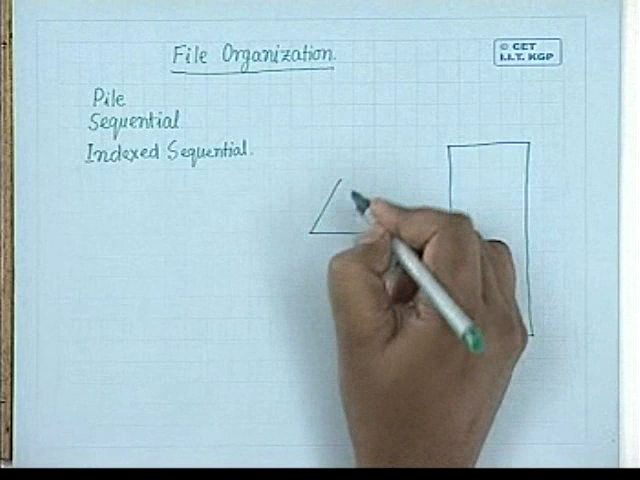 File Organization.
© CET
I.I.T. KGP
Pile
Sequential
Indexed Sequential.